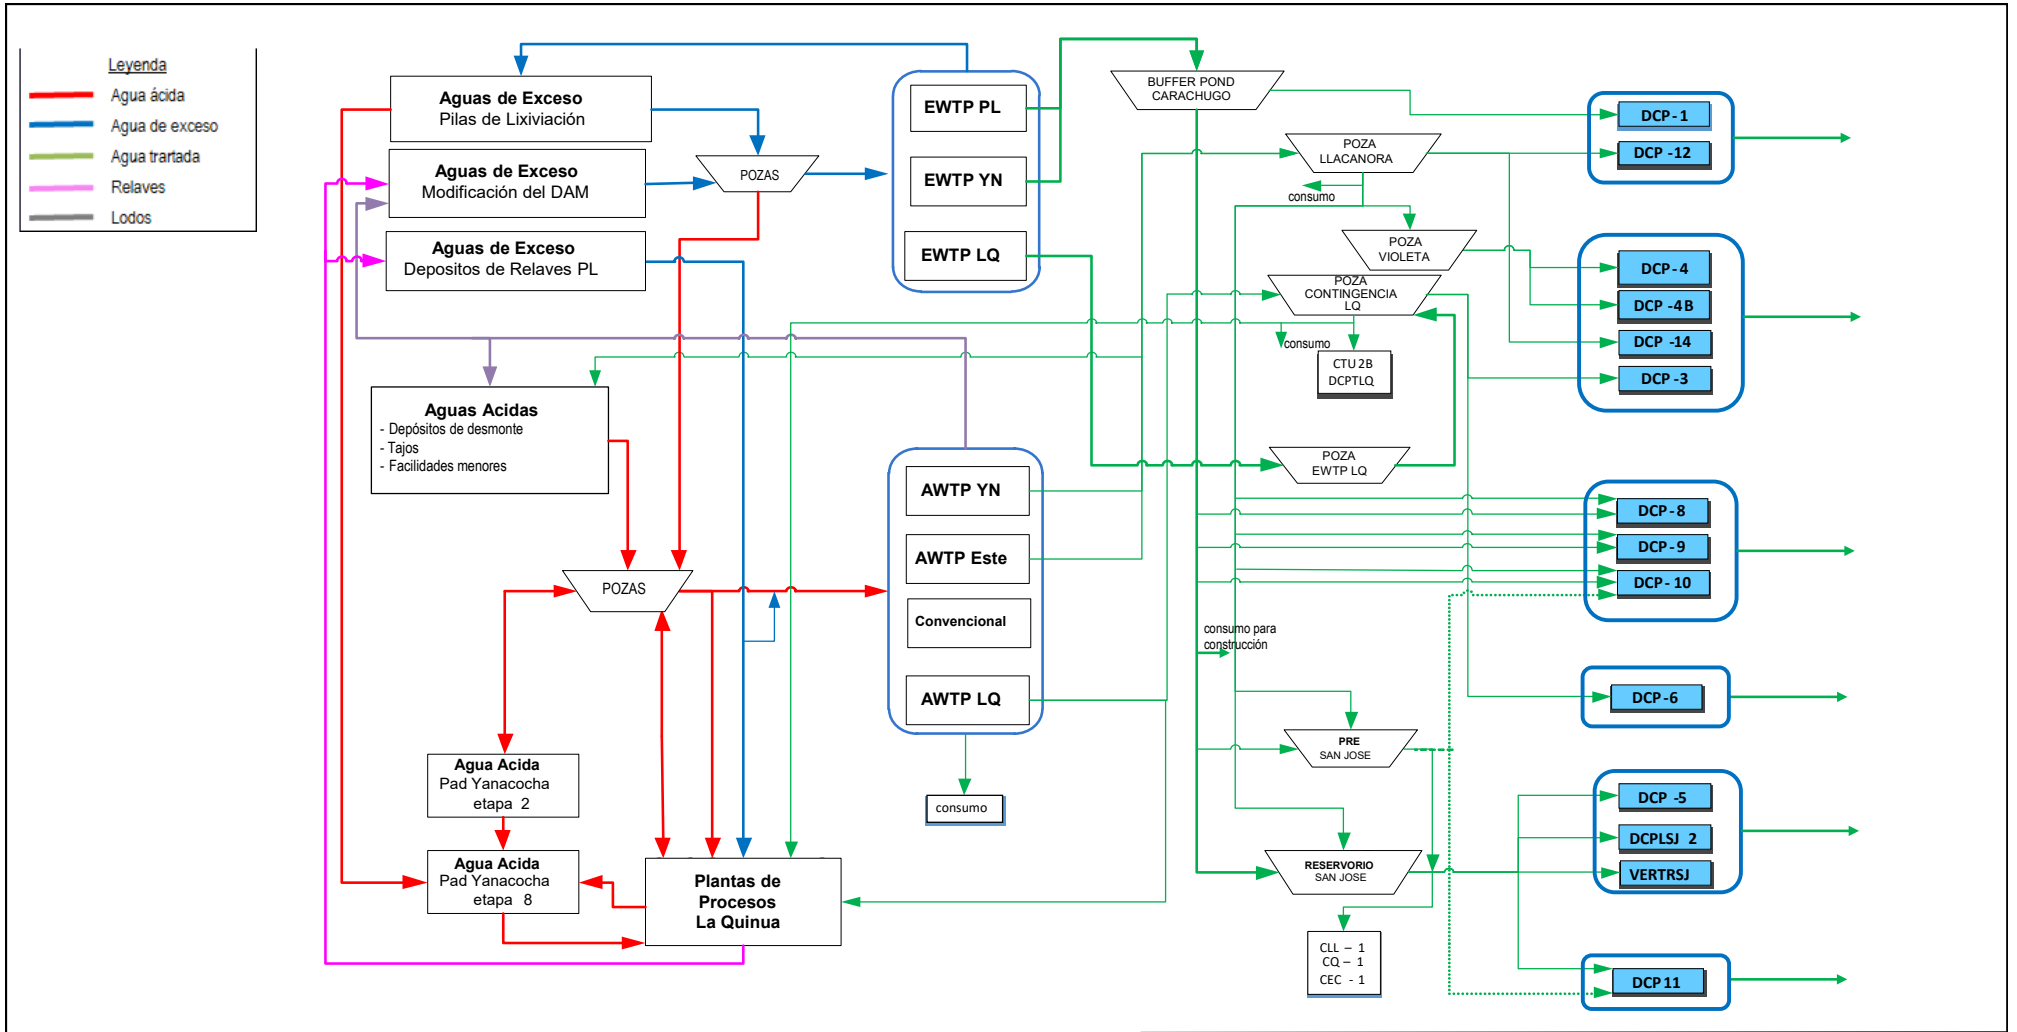 Leyenda
Agua ácida
Agua de exceso
Agua trartada
Relaves
Lodos
Aguas de Exceso
Pilas de Lixiviación
Aguas de Exceso
Modificación del DAM
Aguas de Exceso
Depositos de Relaves PL
POZAS
EWTP PL
EWTP YN
EWTP LQ
Aguas Acidas
- Depósitos de desmonte
- Tajos
- Facilidades menores
POZAS
AWTP YN
AWTP Este
Convencional
AWTP LQ
consumo
Agua Acida
Pad Yanacocha
etapa 2
Agua Acida
Pad Yanacocha
etapa 8
Plantas de
Procesos
La Quinua
BUFFER POND
CARACHUGO
POZA
LLACANORA
consumo
POZA
VIOLETA
POZA
CONTINGENCIA
LQ
consumo
CTU 2B
DCPTLQ
POZA
EWTP LQ
consumo para
construcción
PRE
SAN JOSE
RESERVORIO
SAN JOSE
CLL - 1
CQ - 1
CEC - 1
DCP - 1
DCP -12
DCP - 4
DCP -4B
DCP -14
DCP -3
DCP - 8
DCP - 9
DCP - 10
DCP - 6
DCP -5
DCPLSJ 2
VERTRSJ
DCP 11